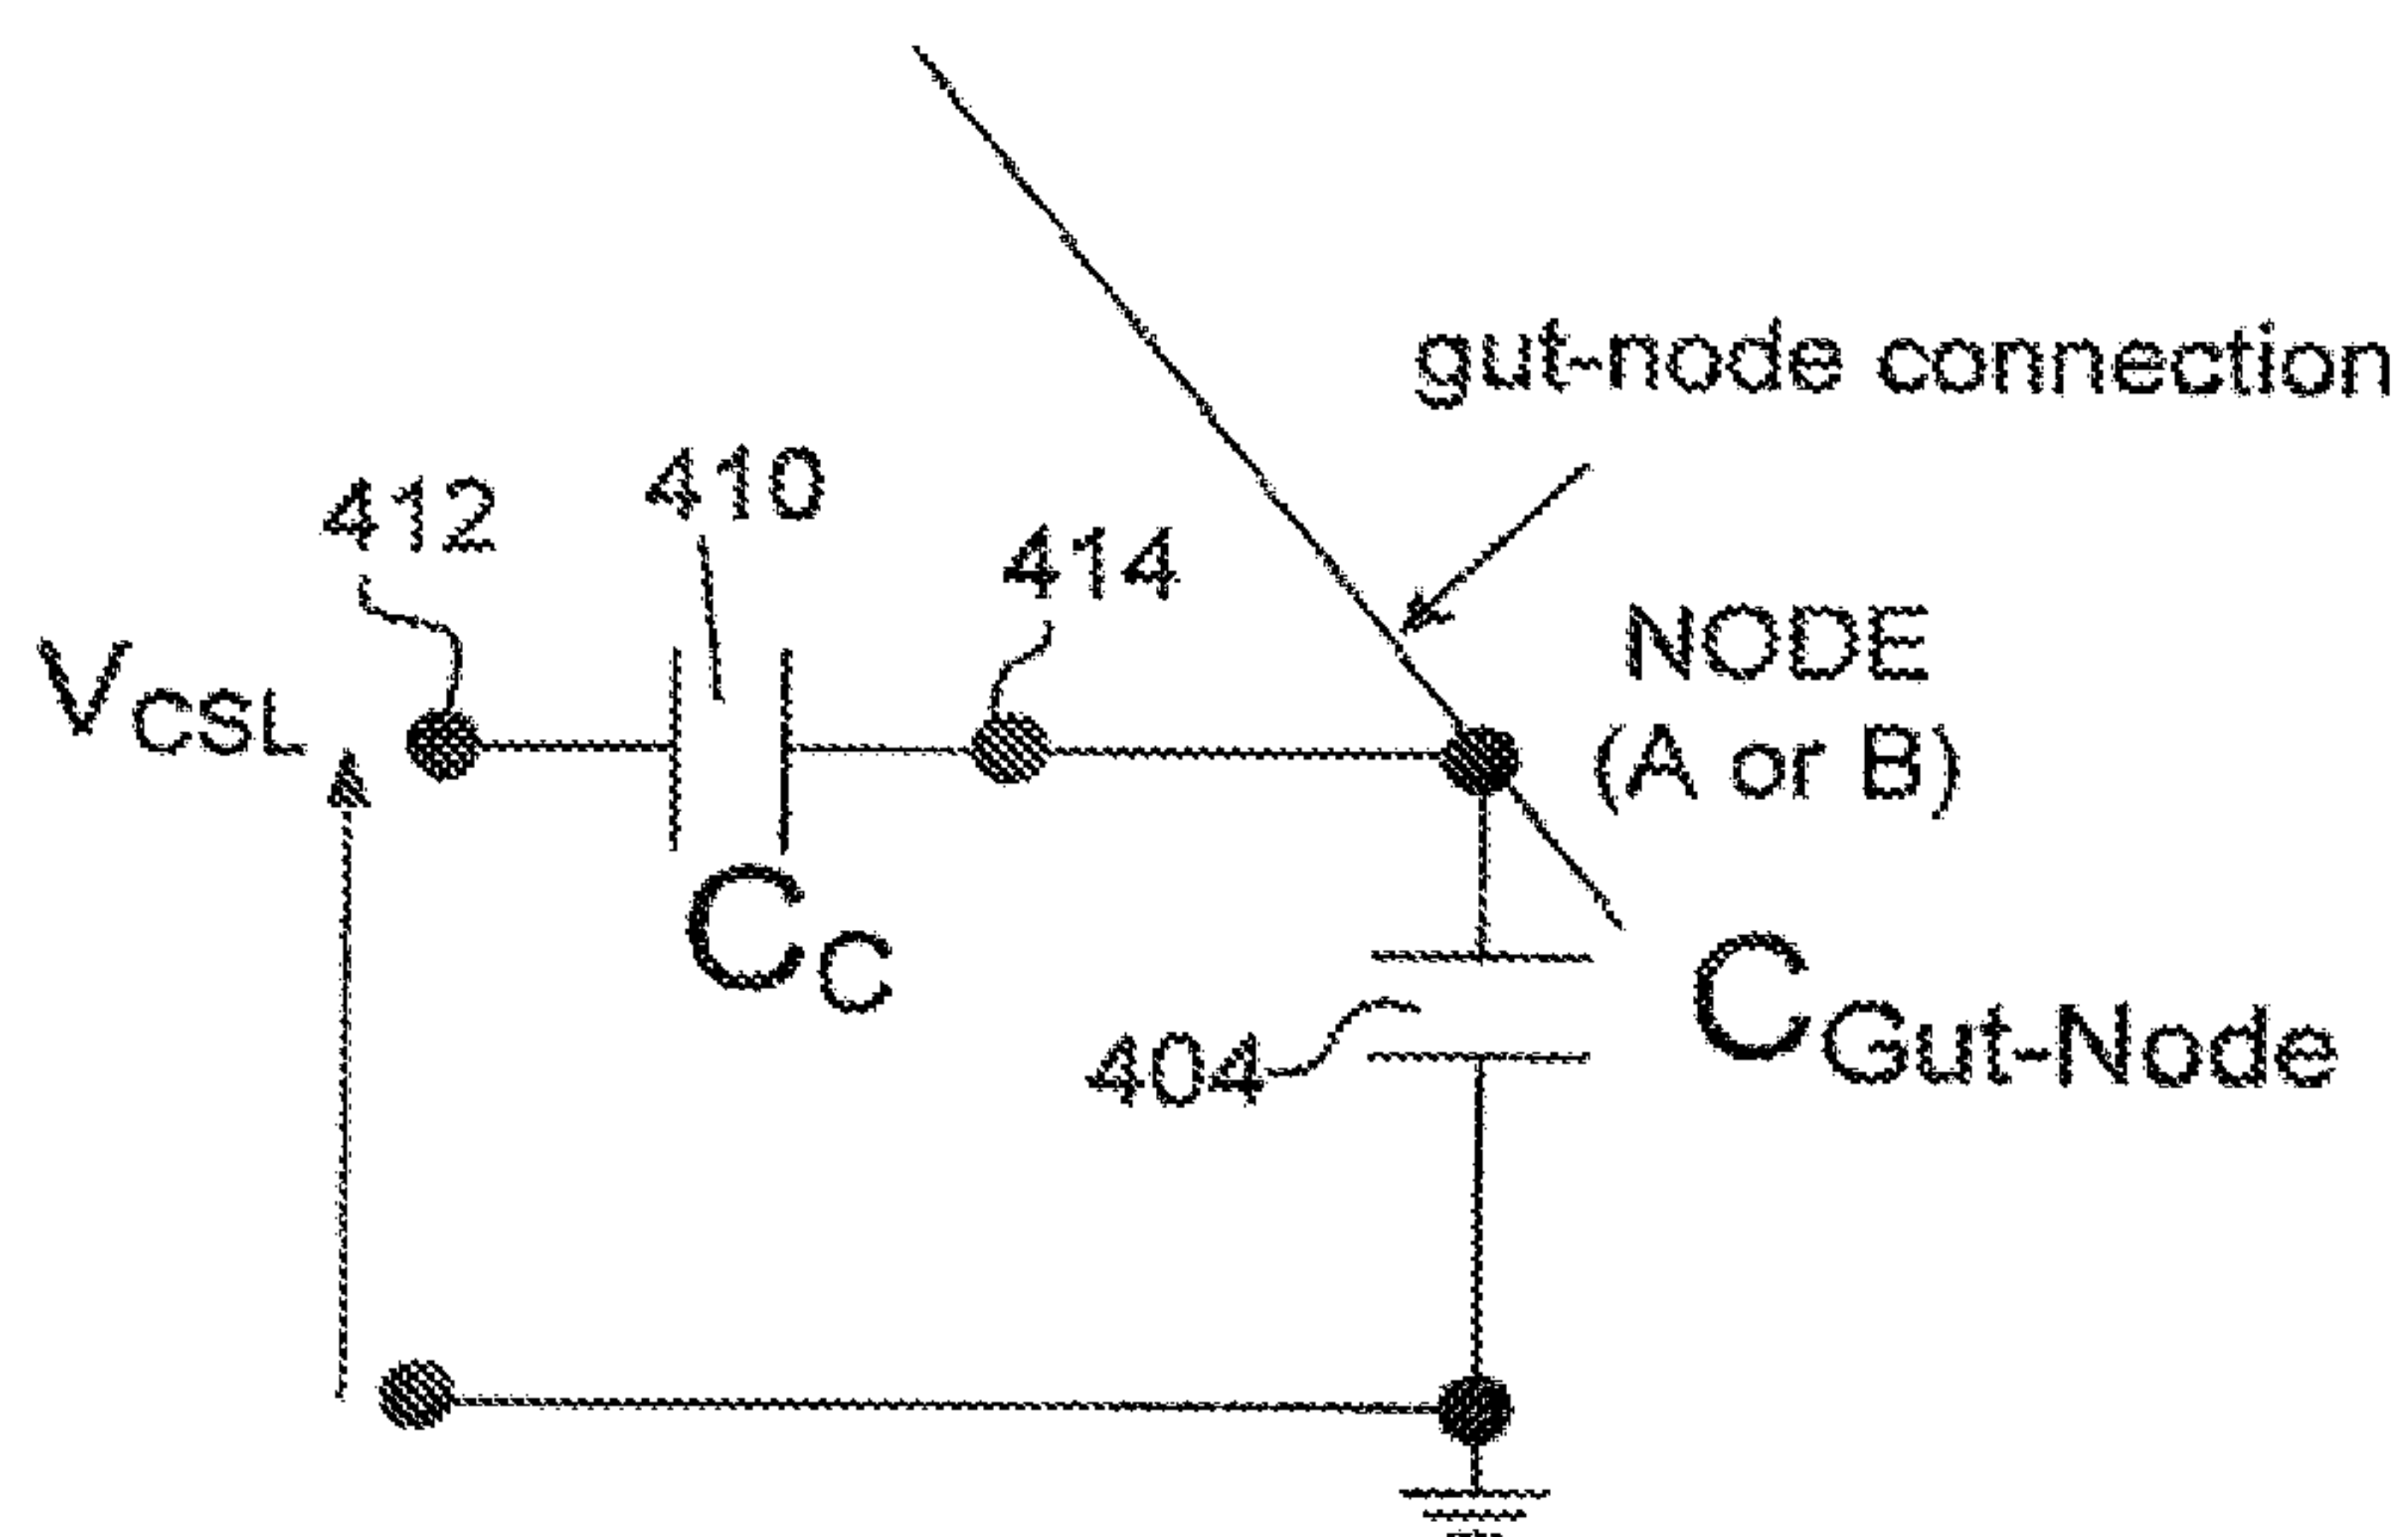 gut-node connection
412
410
414
VCSL
NODE
(A or B)
CC
404
CGut-Node